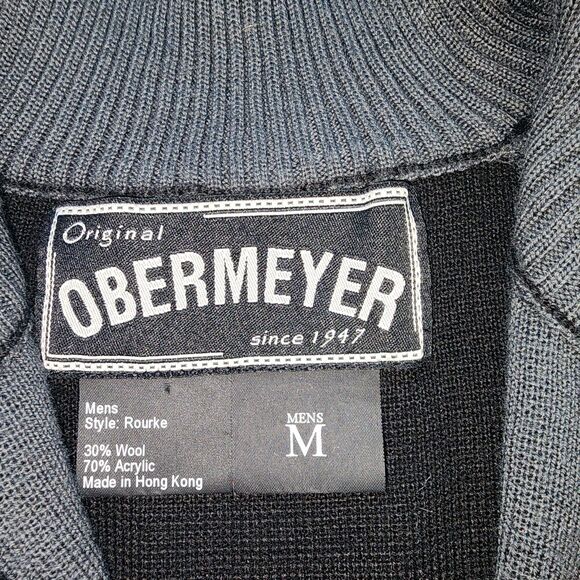 Original
OBERMEYER
since 1947
Mens
Style: Rourke
30% Wool
70% Acrylic
Made in Hong Kong
MENS
M